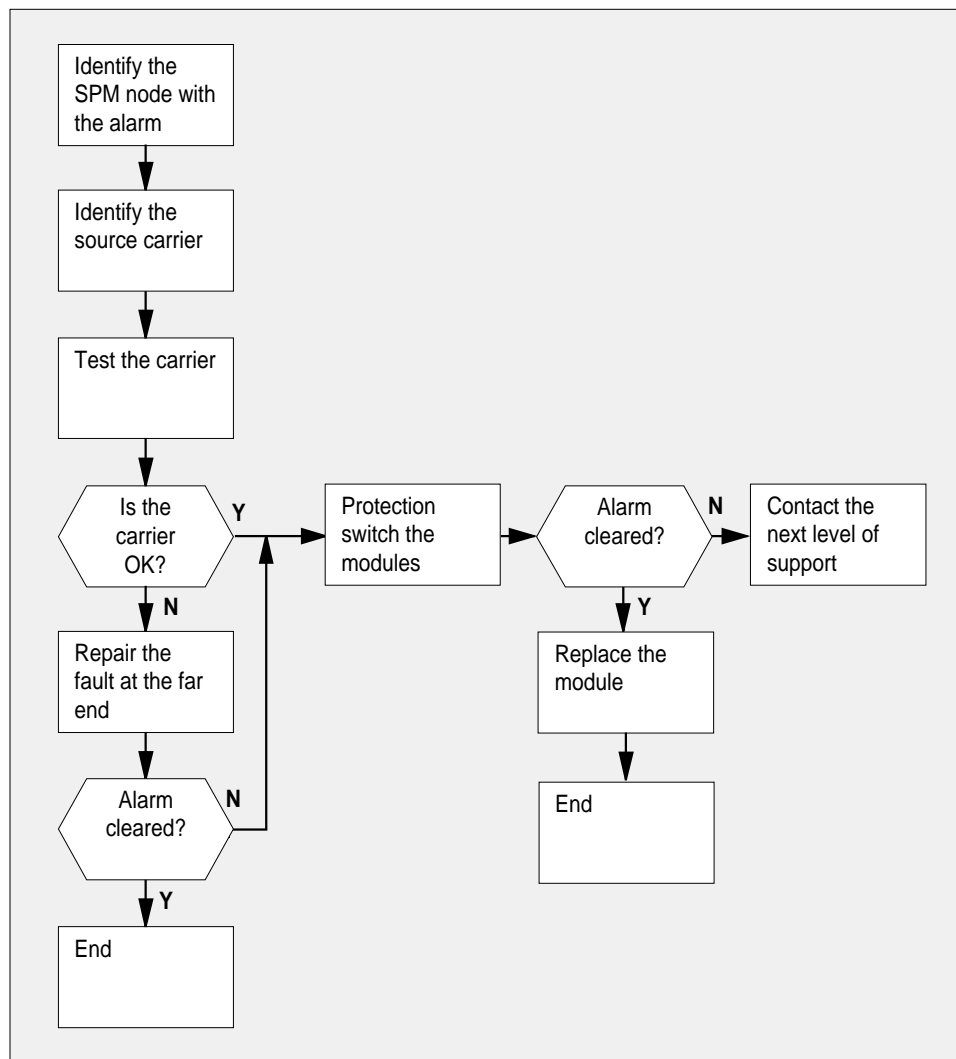 Identify the
SPM node with
the alarm
Identify the
source carrier
Test the carrier
Is the
carrier
OK?
Y
N
Repair the
fault at the far
end
Alarm
cleared?
N
Y
End
Protection
switch the
modules
Alarm
cleared?
N
Y
Contact the
next level of
support
Replace the
module
End